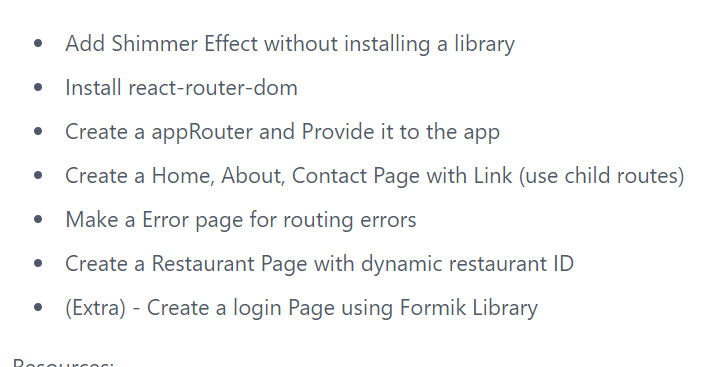 Add Shimmer Effect without installing a library
Install react-router-dom
Create a appRouter and Provide it to the app
Create a Home, About, Contact Page with Link (use child routes)
Make a Error page for routing errors
Create a Restaurant Page with dynamic restaurant ID
(Extra) - Create a login Page using Formik Library
Resources: